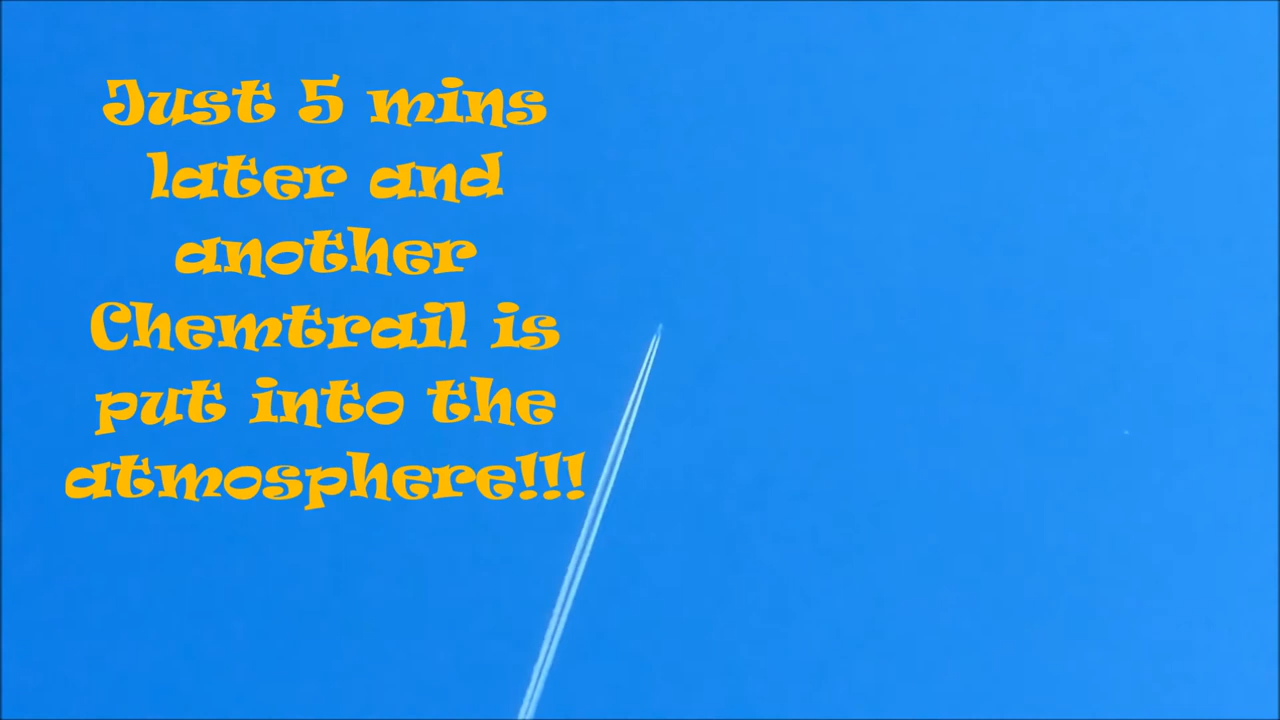 Just 5 mins
later and
another
Chemtrail is
put into the
atmosphere!!!